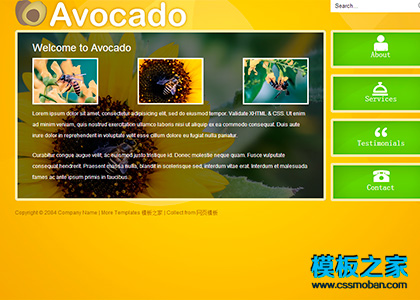 Avocado
Search...
Welcome to Avocado
Lorem ipsum dolor sit amet, consectetur adipisicing elit, sed do eiusmod tempor. Validate XHTML & CSS. Ut enim
ad minim veniam, quis nostrud exercitation ullamco laboris nisi ut aliquip ex ea commodo consequat. Duis aute
irure dolor in reprehenderit in voluptate velit esse cillum dolore eu fugiat nulla pariatur.
Curabitur congue augue velit, ac euismod justo tristique id. Donec molestie neque quam. Fusce vulputate
consequat hendrerit. Praesent massa nulla, blandit in scelerisque sed, interdum vitae erat. Interdum et malesuada
fames ac ante ipsum primis in faucibus.
About
Services
Testimonials
Contact
Copyright © 2084 Company Name | More Templates 模板之家 | Collect from 网页模板
模板之家
www.cssmoban.com